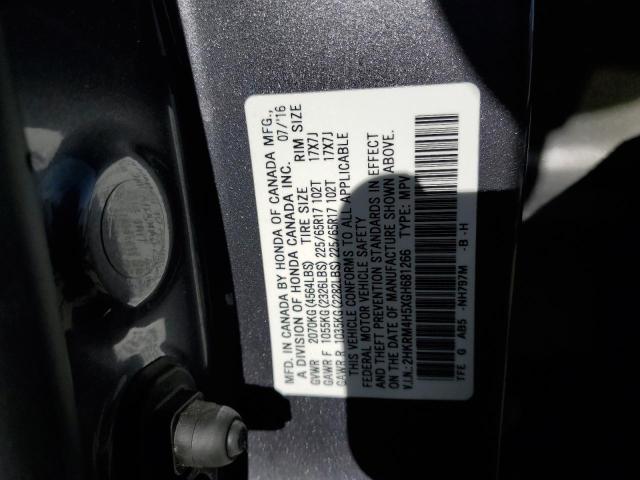 MFD. IN CANADA BY HONDA OF CANADA MFG.,
A DIVISION OF HONDA CANADA INC. 07/'16
GVWR 2070KG(4564LBS) TIRE SIZE RIM SIZE
GAWR F 1055KG(2326LBS) 225/65R17 102T 17X7J
GAWR R 1035KG(2282LBS) 225/65R17 102T 17X7J
THIS VEHICLE CONFORMS TO ALL APPLICABLE
FEDERAL MOTOR VEHICLE SAFETY
AND THEFT PREVENTION STANDARDS IN EFFECT
ON THE DATE OF MANUFACTURE SHOWN ABOVE.
V.I.N.:2HKRM4H5XGH681266 TYPE: MPV
TFE G AB5 -NH797M -B -H